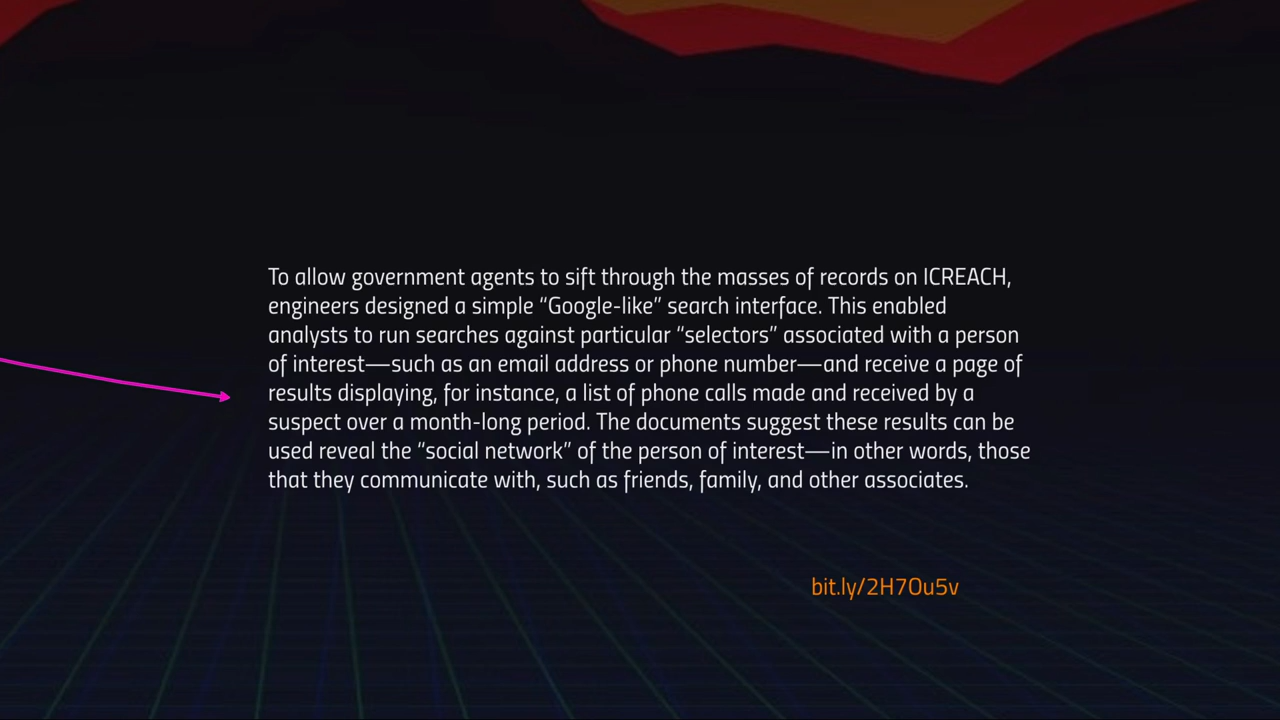 To allow government agents to sift through the masses of records on ICREACH,
engineers designed a simple “Google-like” search interface. This enabled
analysts to run searches against particular “selectors” associated with a person
of interest—such as an email address or phone number—and receive a page of
results displaying, for instance, a list of phone calls made and received by a
suspect over a month-long period. The documents suggest these results can be
used reveal the “social network” of the person of interest—in other words, those
that they communicate with, such as friends, family, and other associates.
bit.ly/2H7Ou5v